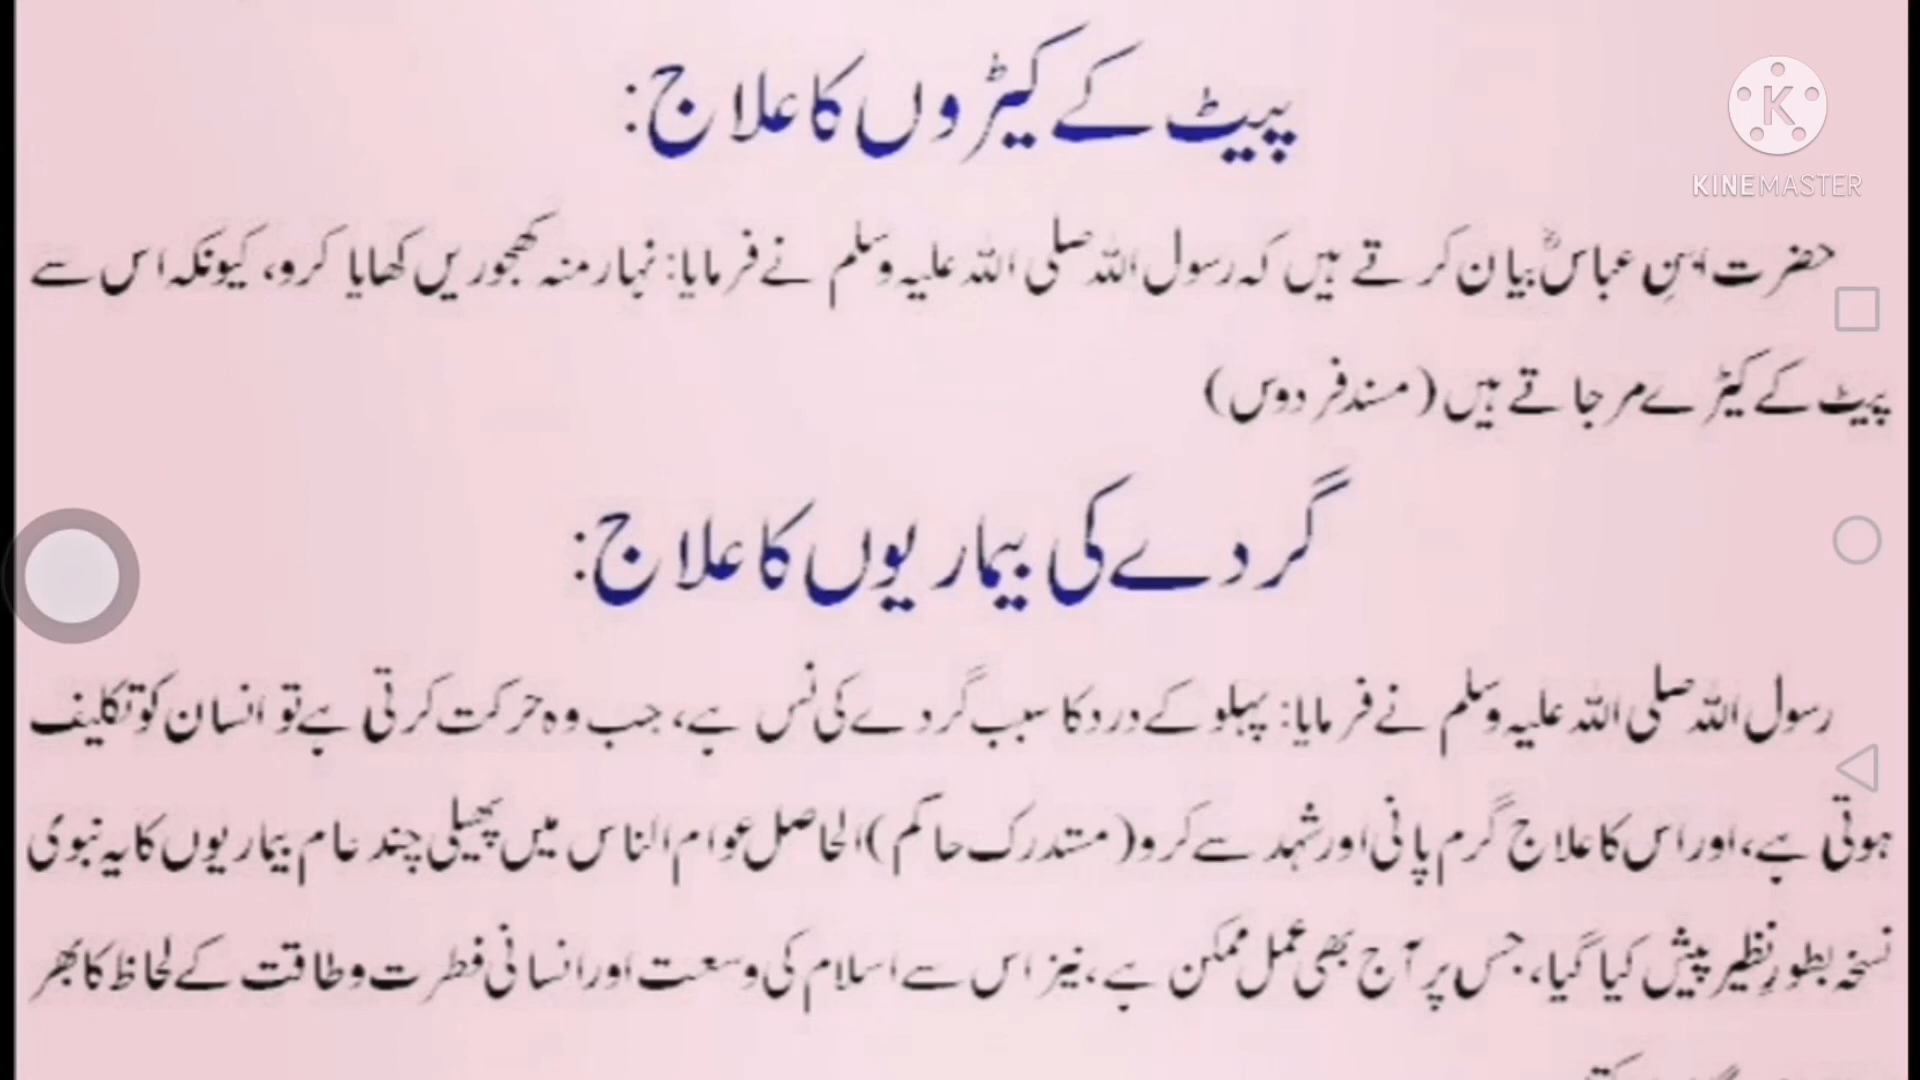 پیٹ کے کیڑوں کا علاج:
KINEMASTER
حضرت ابنِ عباسؓ بیان کرتے ہیں کہ رسول اللہ صلی اللہ علیہ وسلم نے فرمایا: نہار منہ کھجوریں کھایا کرو، کیونکہ اس سے
پیٹ کے کیڑے مر جاتے ہیں (مسند فردوس)
گردے کی بیماریوں کا علاج:
رسول اللہ صلی اللہ علیہ وسلم نے فرمایا: پہلو کے درد کا سبب گردے کی نس ہے، جب وہ حرکت کرتی ہے تو انسان کو تکلیف
ہوتی ہے، اور اس کا علاج گرم پانی اور شہد سے کرو (متدرک حاکم) الحاصل عوام الناس میں پھیلی چند عام بیماریوں کا یہ نبوی
نسخہ بطورِ نظیر پیش کیا گیا، جس پر آج بھی عمل ممکن ہے، نیز اس سے اسلام کی وسعت اور انسانی فطرت و طاقت کے لحاظ کا بھر